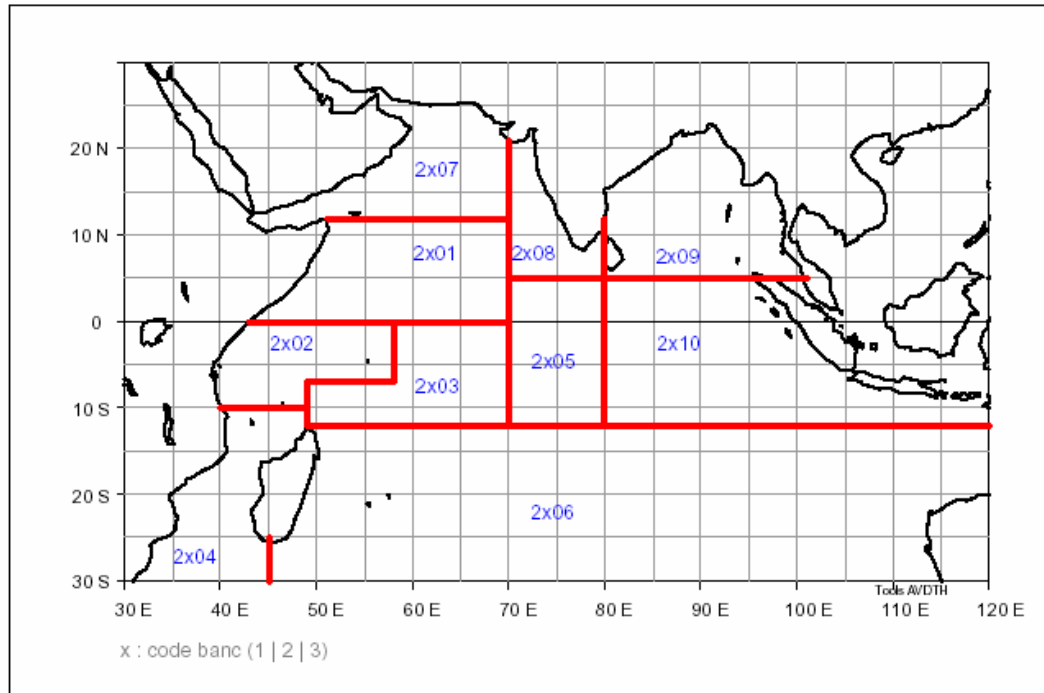 20 N
2x07
10 N
2x01
2x08
2x09
0
2x02
2x10
2x05
2x03
10 S
20 S
2x06
2x04
30 S
Tools AVDTH
30 E
40 E
50 E
60 E
70 E
80 E
90 E
100 E
110 E
120 E
x : code banc (1 | 2 | 3)